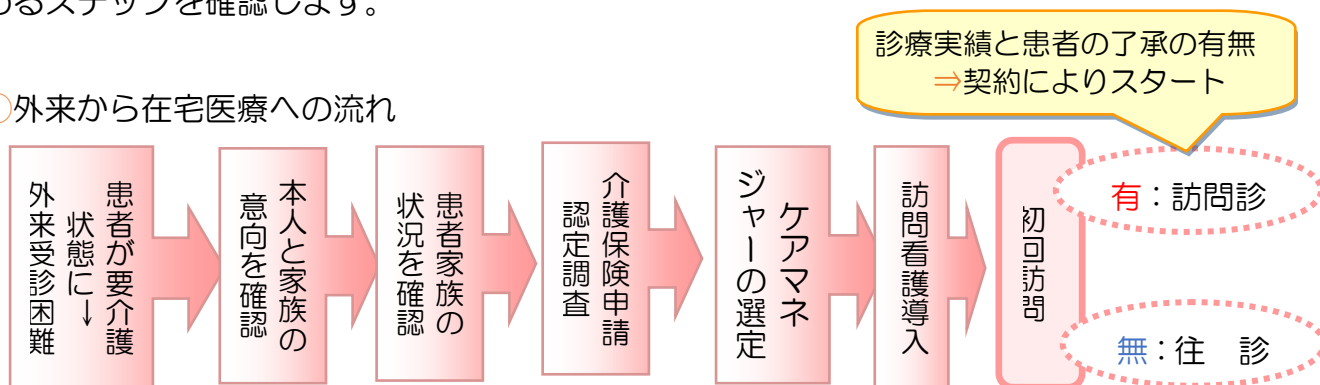 めるステップを確認します。
診療実績と患者の了承の有無
⇒契約によりスタート
○外来から在宅医療への流れ
患者が要介護
状態に→
外来受診困難
本人と家族の
意向を確認
患者家族の
状況を確認
介護保険申請
認定調査
ケアマネ
ジャーの選定
訪問看護導入
初回訪問
有：訪問診
無：往　診